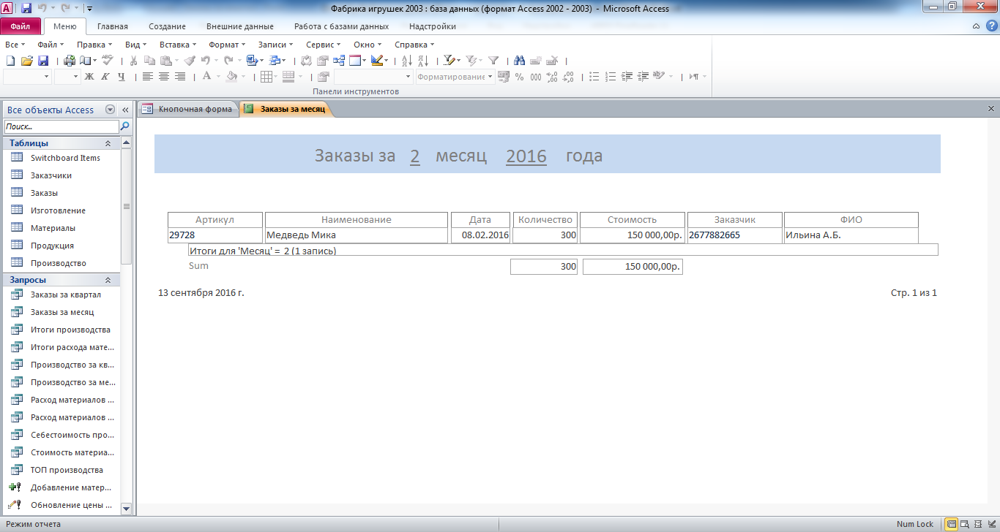 Фабрика игрушек 2003 : база данных (формат Access 2002 - 2003) - Microsoft Access
Файл Меню Главная Создание Внешние данные Работа с базами данных Надстройки
Все Файл Правка Вид Вставка Формат Записи Сервис Окно Справка
Ж К Ч Форматирование % 000
Панели инструментов
Все объекты Access «
Кнопочная форма Заказы за месяц
Поиск...
Таблицы
Switchboard Items
Заказчики
Заказы
Изготовление
Материалы
Продукция
Производство
Запросы
Заказы за квартал
Заказы за месяц
Итоги производства
Итоги расхода мате...
Производство за кв...
Производство за ме...
Расход материалов ...
Расход материалов ...
Себестоимость про...
Стоимость материа...
ТОП производства
Добавление матер...
Обновление цены ...
Заказы за 2 месяц 2016 года
Артикул Наименование Дата Количество Стоимость Заказчик ФИО
29728 Медведь Мика 08.02.2016 300 150 000,00р. 2677882665 Ильина А.Б.
Итоги для 'Месяц' = 2 (1 запись)
Sum 300 150 000,00р.
13 сентября 2016 г. Стр. 1 из 1
Режим отчета Num Lock